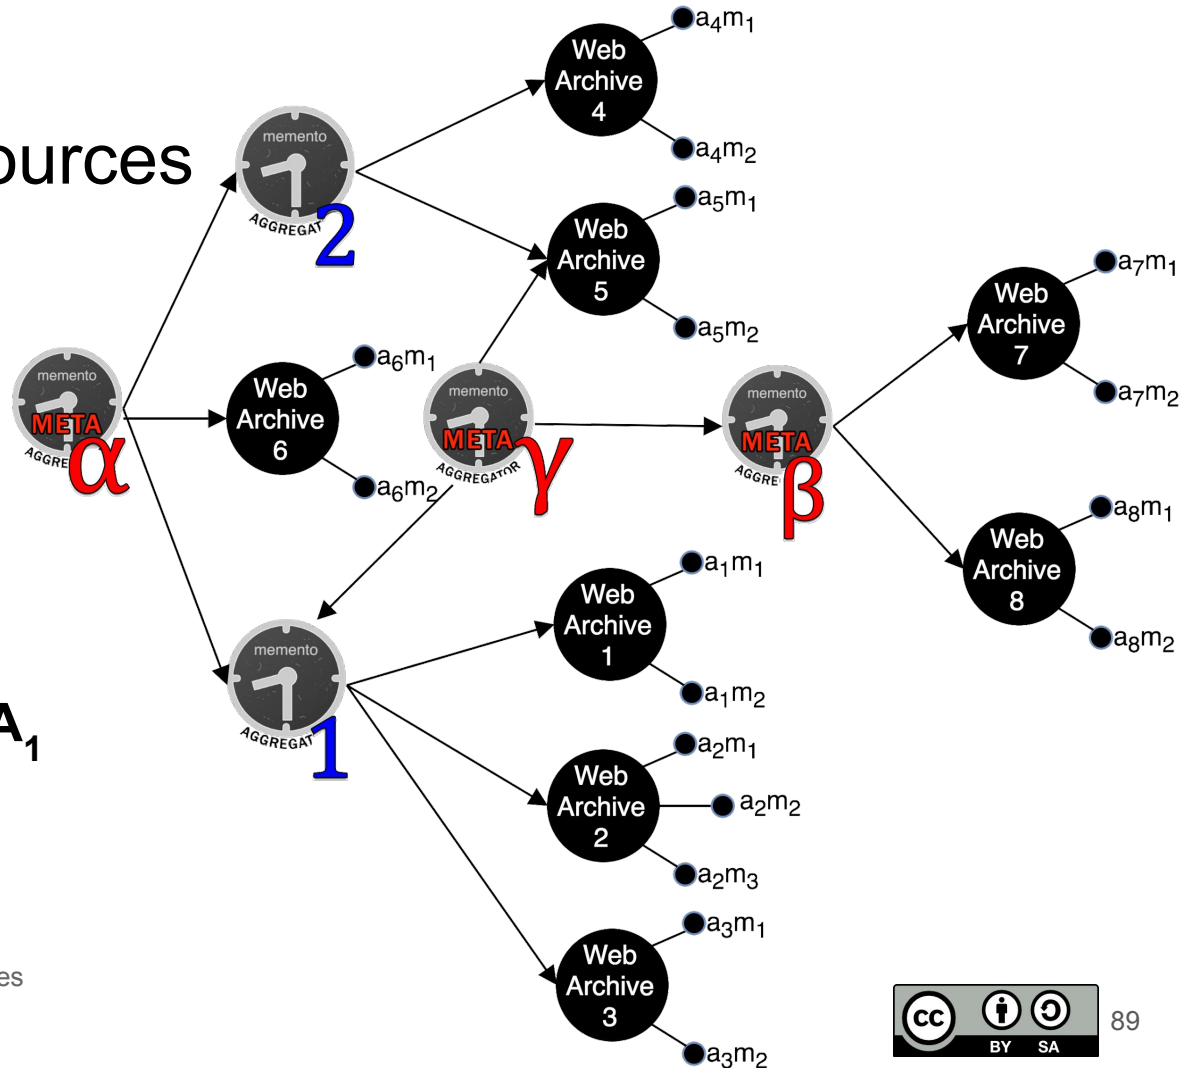 ources
memento
AGGREGAT
2
Web
Archive
4
a4m1
a4m2
Web
Archive
5
a5m1
a5m2
memento
META
AGGRE
α
Web
Archive
6
a6m1
a6m2
memento
META
AGGREGATOR
γ
memento
META
AGGRE
β
Web
Archive
7
a7m1
a7m2
Web
Archive
8
a8m1
a8m2
memento
AGGREGAT
1
Web
Archive
1
a1m1
a1m2
Web
Archive
2
a2m1
a2m2
a2m3
Web
Archive
3
a3m1
a3m2
A1
es
cc
BY SA
89